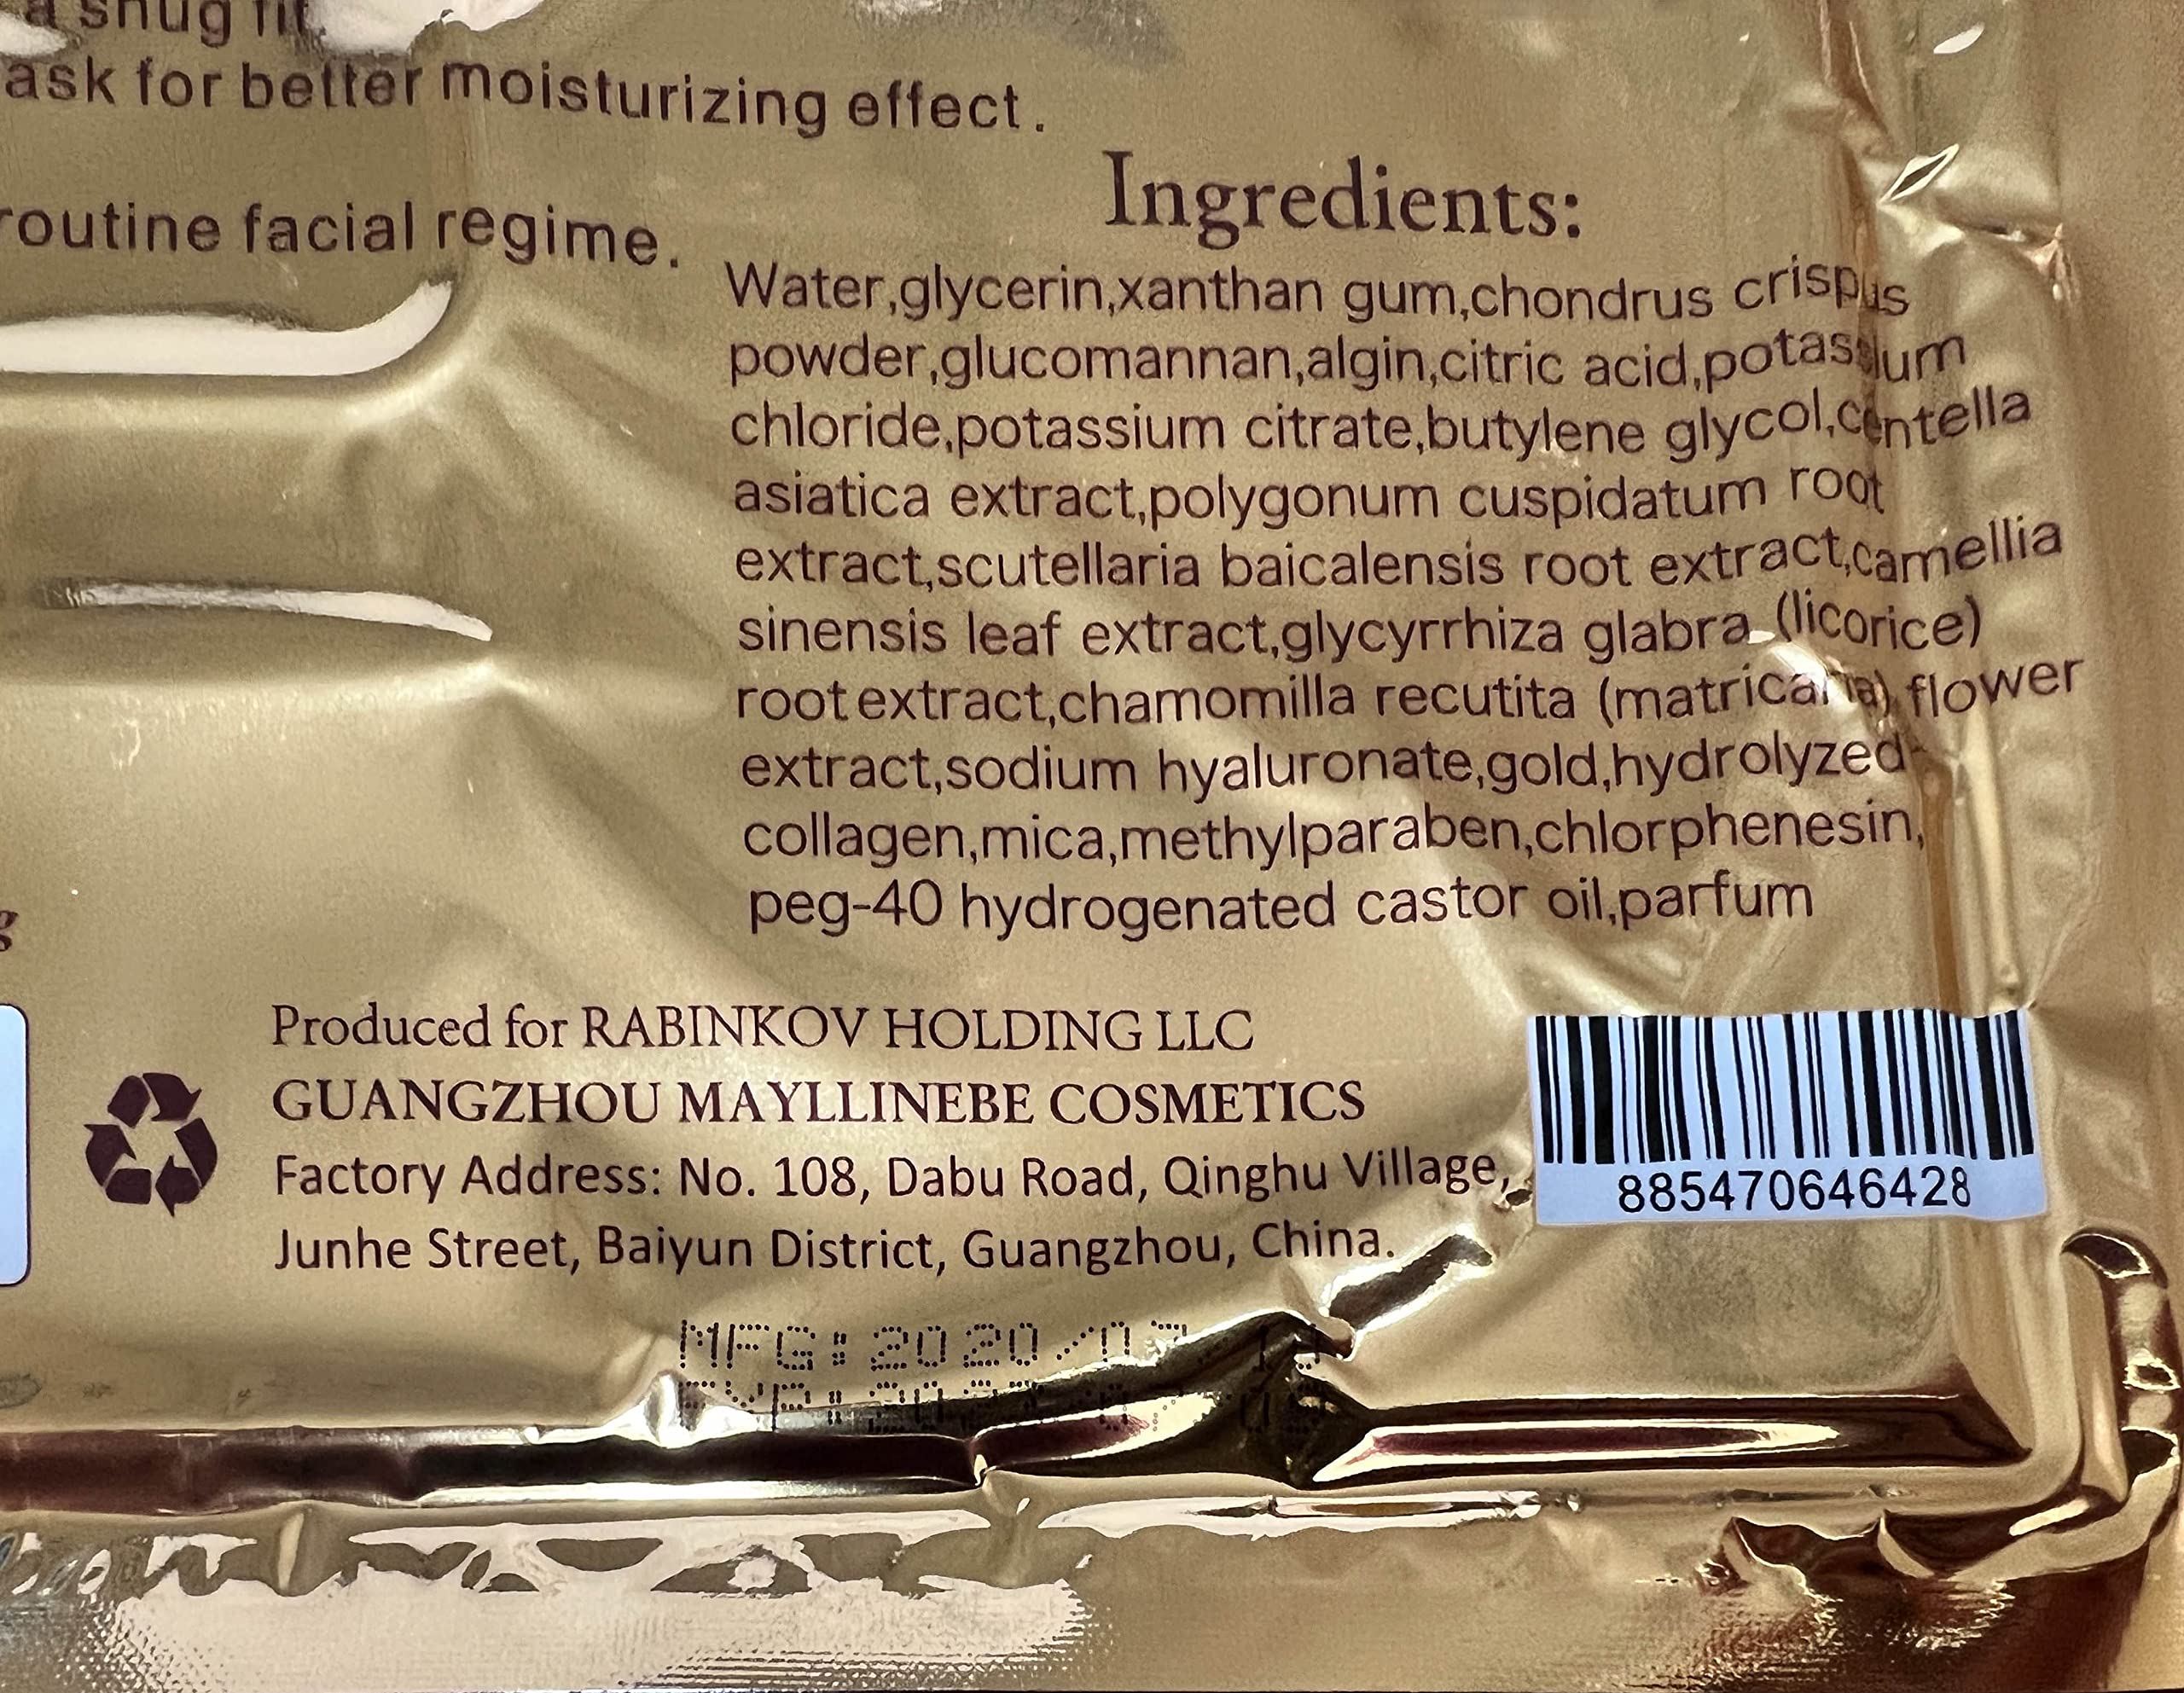 a snug fit
ask for better moisturizing effect.
routine facial regime.
Ingredients:
Water,glycerin,xanthan gum,chondrus crispus
powder,glucomannan,algin,citric acid,potassium
chloride,potassium citrate,butylene glycol,centella
asiatica extract,polygonum cuspidatum root
extract,scutellaria baicalensis root extract,camellia
sinensis leaf extract,glycyrrhiza glabra (licorice)
root extract,chamomilla recutita (matricaria) flower
extract,sodium hyaluronate,gold,hydrolyzed
collagen,mica,methylparaben,chlorphenesin,
peg-40 hydrogenated castor oil,parfum
g
Produced for RABINKOV HOLDING LLC
GUANGZHOU MAYLLINEBE COSMETICS
Factory Address: No. 108, Dabu Road, Qinghu Village,
Junhe Street, Baiyun District, Guangzhou, China.
885470646428
MFG:2020/07